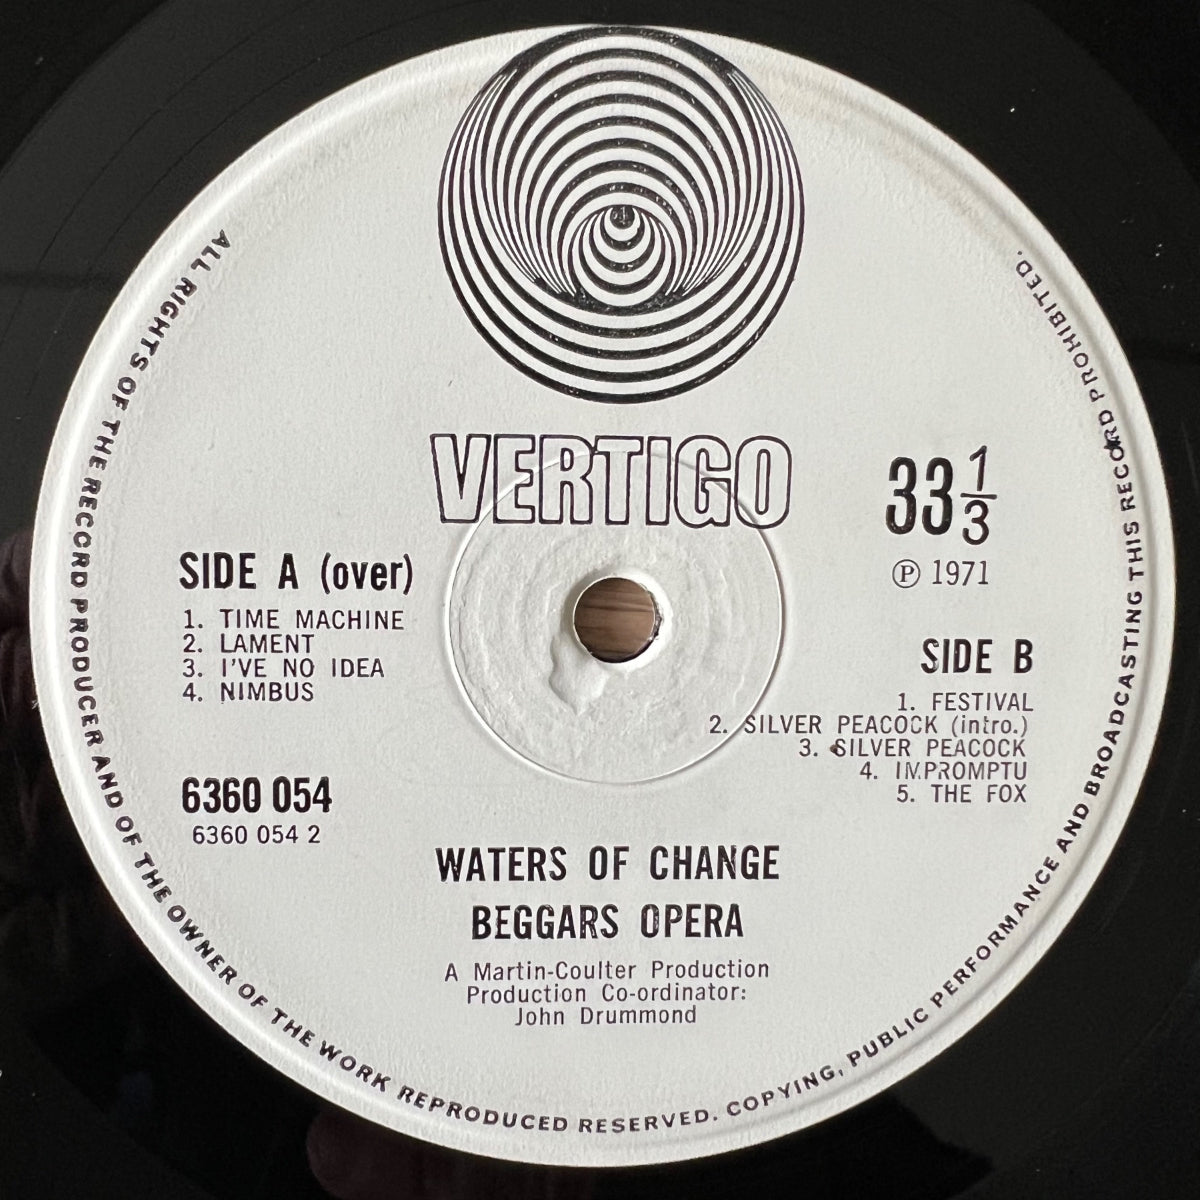 VERTIGO
33 1/3
℗ 1971
SIDE A (over)
1. TIME MACHINE
2. LAMENT
3. I'VE NO IDEA
4. NIMBUS
SIDE B
1. FESTIVAL
2. SILVER PEACOCK (intro.)
3. SILVER PEACOCK
4. IMPROMPTU
5. THE FOX
6360 054
6360 054 2
WATERS OF CHANGE
BEGGARS OPERA
A Martin-Coulter Production
Production Co-ordinator:
John Drummond
ALL RIGHTS OF THE RECORD PRODUCER AND OF THE OWNER OF THE WORK REPRODUCED RESERVED. COPYING, PUBLIC PERFORMANCE AND BROADCASTING THIS RECORD PROHIBITED.